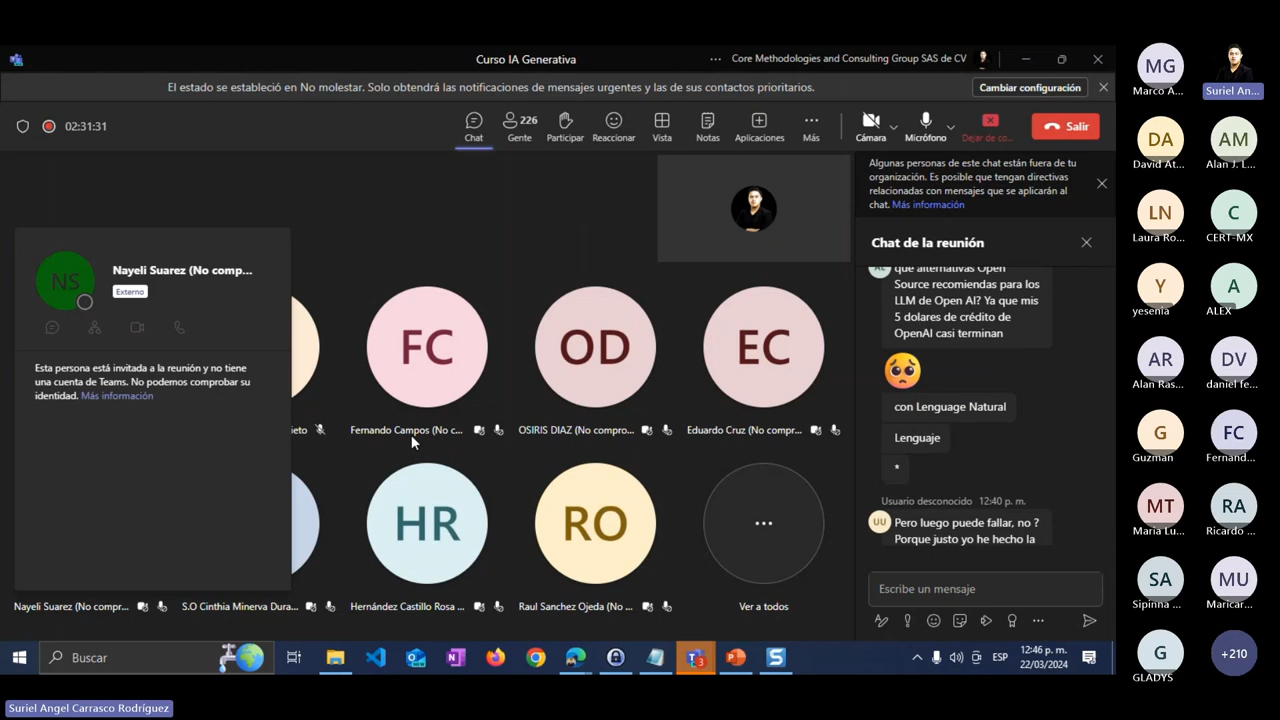 Curso IA Generativa
Core Methodologies and Consulting Group SAS de CV
El estado se estableció en No molestar. Solo obtendrá las notificaciones de mensajes urgentes y las de sus contactos prioritarios.
Cambiar configuración
02:31:31
Chat
226
Gente
Participar
Reaccionar
Vista
Notas
Aplicaciones
Más
Cámara
Micrófono
Dejar de co...
Salir
NS
Nayeli Suarez (No comp...
Externo
Esta persona está invitada a la reunión y no tiene
una cuenta de Teams. No podemos comprobar su
identidad. Más información
FC
OD
EC
ieto
Fernando Campos (No c...
OSIRIS DIAZ (No compro...
Eduardo Cruz (No compr...
HR
RO
...
Nayeli Suarez (No compr...
S.O Cinthia Minerva Dura...
Hernández Castillo Rosa ...
Raul Sanchez Ojeda (No ...
Ver a todos
Algunas personas de este chat están fuera de tu
organización. Es posible que tengan directivas
relacionadas con mensajes que se aplicarán al
chat. Más información
Chat de la reunión
que alternativas Open
Source recomiendas para los
LLM de Open AI? Ya que mis
5 dolares de crédito de
OpenAI casi terminan
con Lenguage Natural
Lenguaje
*
Usuario desconocido 12:40 p. m.
UU
Pero luego puede fallar, no ?
Porque justo yo he hecho la
Escribe un mensaje
Buscar
3
ESP
12:46 p. m.
22/03/2024
MG
Marco A...
Suriel An...
DA
David At...
AM
Alan J. L...
LN
Laura Ro...
C
CERT-MX
Y
yesenia
A
ALEX
AR
Alan Ras...
DV
daniel fe...
G
Guzman
FC
Fernand...
MT
Maria Lu...
RA
Ricardo ...
SA
Sipinna ...
MU
Maricar...
G
GLADYS
+210
Suriel Angel Carrasco Rodríguez